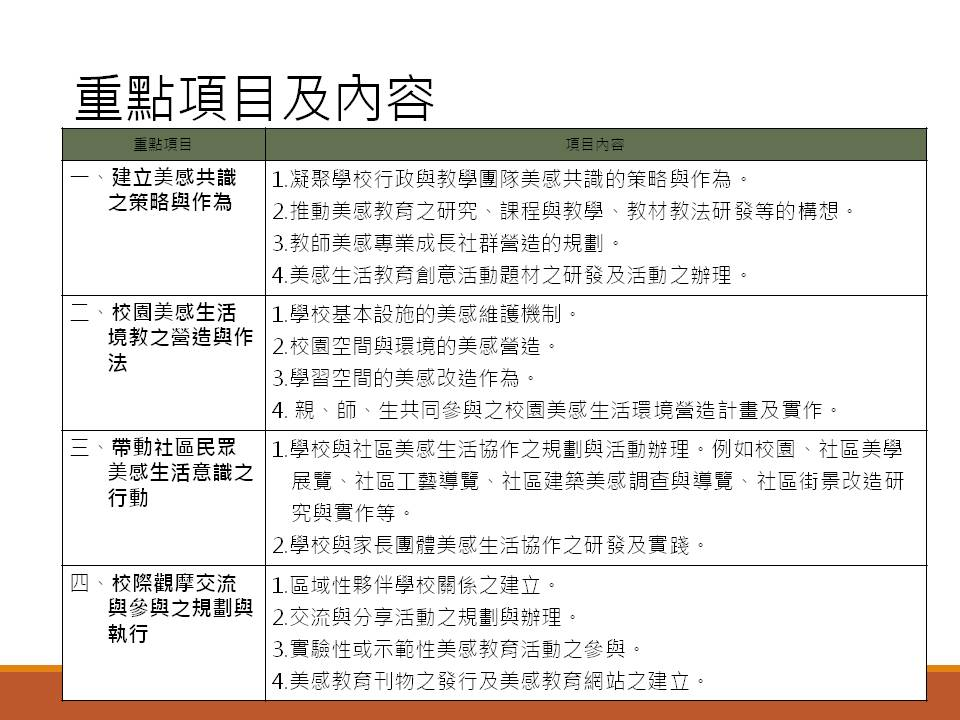 重點項目及內容
重點項目
項目內容
一、建立美感共識
之策略與作為
1.凝聚學校行政與教學團隊美感共識的策略與作為。
2.推動美感教育之研究、課程與教學、教材教法研發等的構想。
3.教師美感專業成長社群營造的規劃。
4.美感生活教育創意活動題材之研發及活動之辦理。
二、校園美感生活
境教之營造與作
法
1.學校基本設施的美感維護機制。
2.校園空間與環境的美感營造。
3.學習空間的美感改造作為。
4. 親、師、生共同參與之校園美感生活環境營造計畫及實作。
三、帶動社區民眾
美感生活意識之
行動
1.學校與社區美感生活協作之規劃與活動辦理。例如校園、社區美學
展覽、社區工藝導覽、社區建築美感調查與導覽、社區街景改造研
究與實作等。
2.學校與家長團體美感生活協作之研發及實踐。
四、校際觀摩交流
與參與之規劃與
執行
1.區域性夥伴學校關係之建立。
2.交流與分享活動之規劃與辦理。
3.實驗性或示範性美感教育活動之參與。
4.美感教育刊物之發行及美感教育網站之建立。